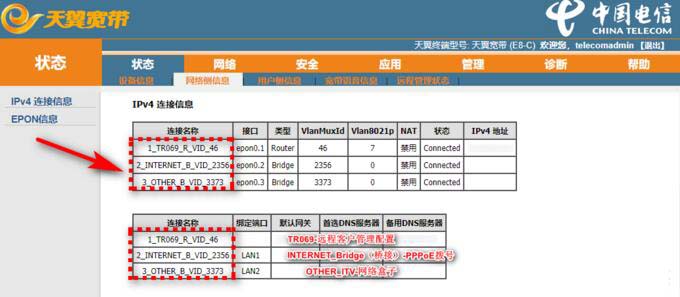 天翼宽带
中国电信
CHINA TELECOM
天翼终端型号: 天翼宽带 (E8-C) 欢迎您, telecomadmin [退出]
状态
状态 网络 安全 应用 管理 诊断 帮助
设备信息 网络侧信息 用户侧信息 宽带语音信息 远程管理状态
IPv4 连接信息
EPON信息
IPv4 连接信息
连接名称 接口 类型 VlanMuxId Vlan8021p NAT 状态 IPv4 地址
1_TR069_R_VID_46 epon0.1 Router 46 7 禁用 Connected
2_INTERNET_B_VID_2356 epon0.2 Bridge 2356 0 禁用 Connected
3_OTHER_B_VID_3373 epon0.3 Bridge 3373 0 禁用 Connected
连接名称 绑定端口 默认网关 首选DNS服务器 备用DNS服务器
1_TR069_R_VID_46 TR069-远程客户管理配置
2_INTERNET_B_VID_2356 LAN1 INTERNET_Bridge（桥接）-PPPoE拨号
3_OTHER_B_VID_3373 LAN2 OTHER_ITV-网络盒子